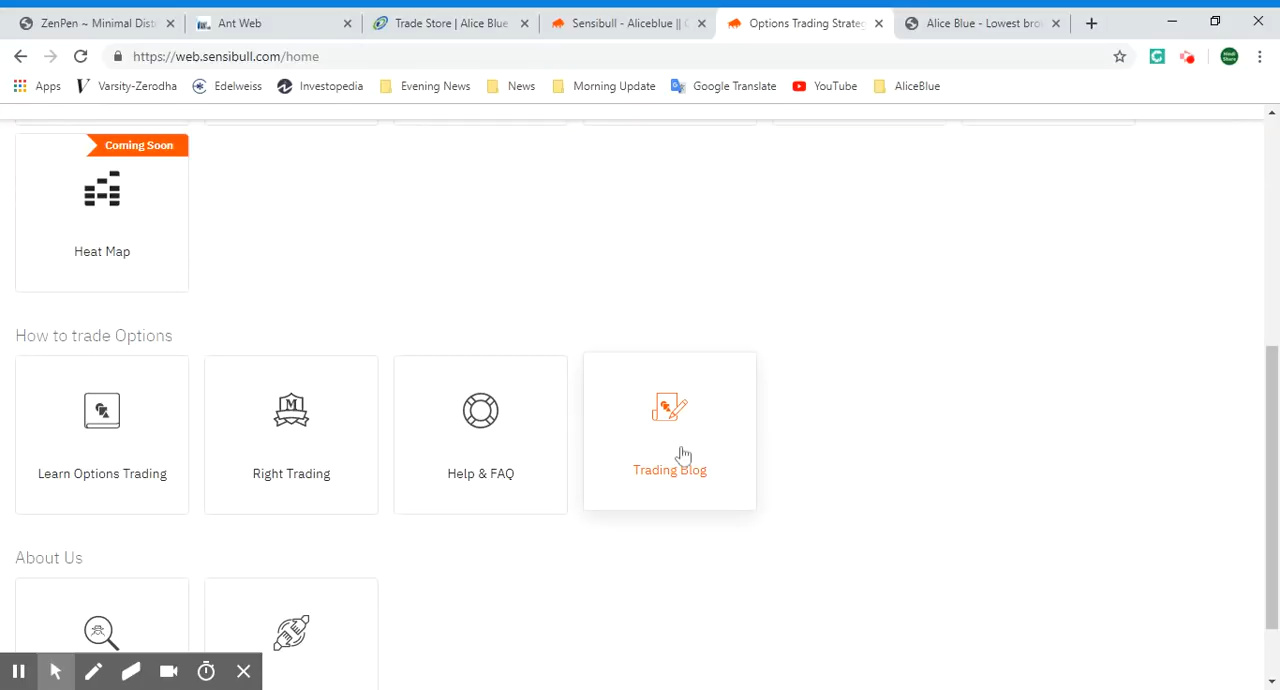 ZenPen ~ Minimal Dist
Ant Web
Trade Store | Alice Blue
Sensibull - Aliceblue ||
Options Trading Strateg
Alice Blue - Lowest bro
https://web.sensibull.com/home
Apps
Varsity-Zerodha
Edelweiss
Investopedia
Evening News
News
Morning Update
Google Translate
YouTube
AliceBlue
Coming Soon
Heat Map
How to trade Options
Learn Options Trading
Right Trading
Help & FAQ
Trading Blog
About Us